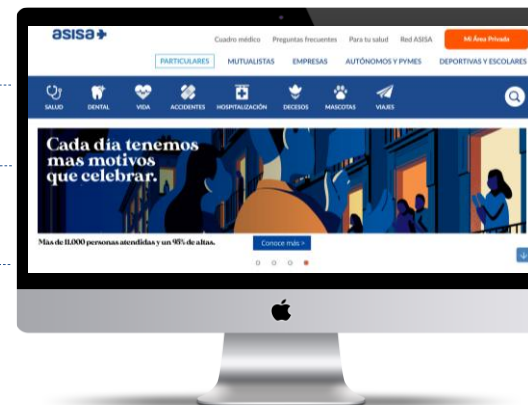 asisa+
Cuadro médico Preguntas frecuentes Para tu salud Red ASISA Mi Área Privada
PARTICULARES MUTUALISTAS EMPRESAS AUTÓNOMOS Y PYMES DEPORTIVAS Y ESCOLARES
SALUD DENTAL VIDA ACCIDENTES HOSPITALIZACIÓN DECESOS MASCOTAS VIAJES
Cada día tenemos
mas motivos
que celebrar.
Más de 11.000 personas atendidas y un 95% de altas.
Conoce más >